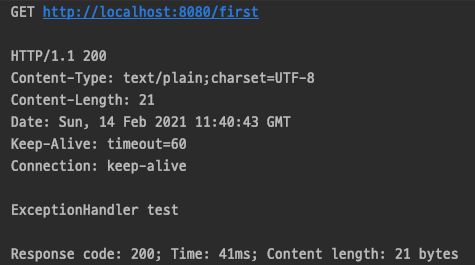 GET http://localhost:8080/first
HTTP/1.1 200
Content-Type: text/plain;charset=UTF-8
Content-Length: 21
Date: Sun, 14 Feb 2021 11:40:43 GMT
Keep-Alive: timeout=60
Connection: keep-alive
ExceptionHandler test
Response code: 200; Time: 41ms; Content length: 21 bytes